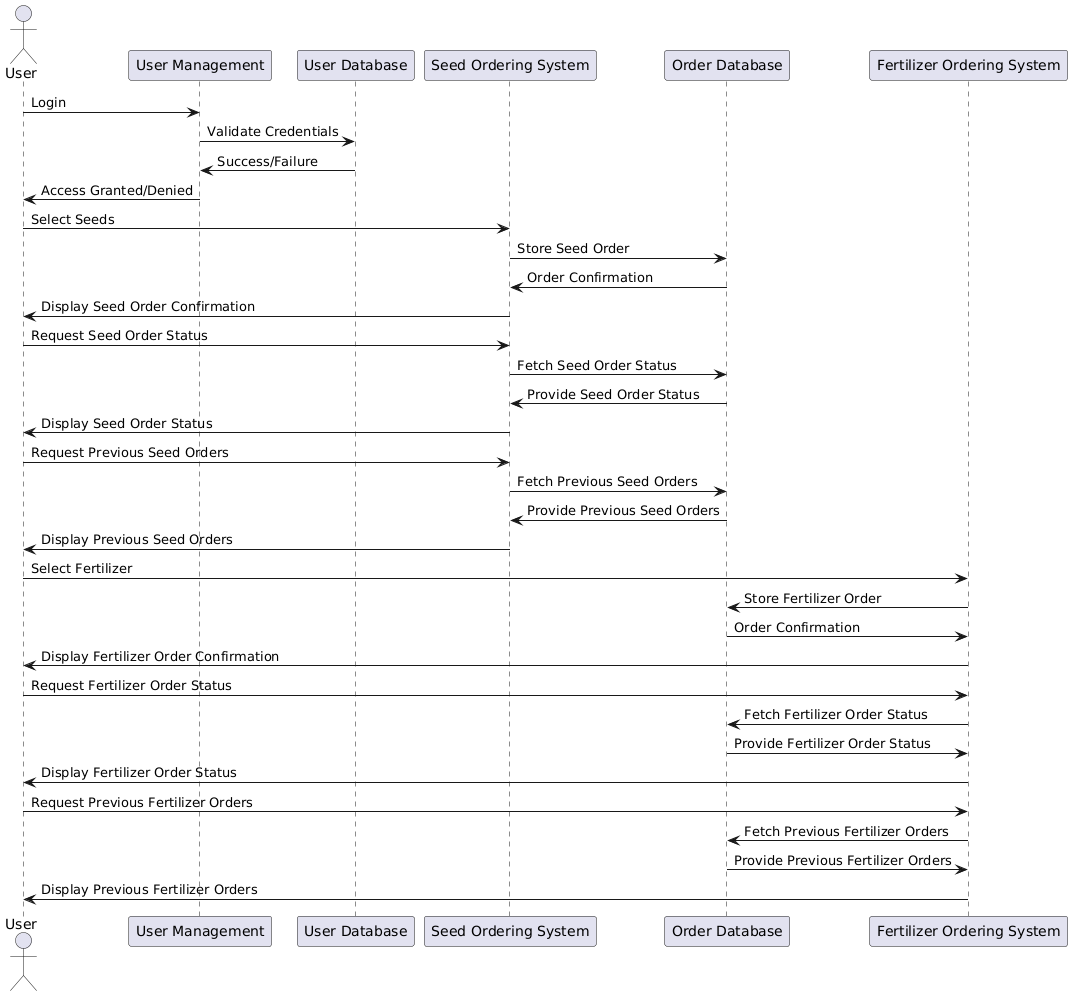 User
User Management
User Database
Seed Ordering System
Order Database
Fertilizer Ordering System
Login
Validate Credentials
Success/Failure
Access Granted/Denied
Select Seeds
Store Seed Order
Order Confirmation
Display Seed Order Confirmation
Request Seed Order Status
Fetch Seed Order Status
Provide Seed Order Status
Display Seed Order Status
Request Previous Seed Orders
Fetch Previous Seed Orders
Provide Previous Seed Orders
Display Previous Seed Orders
Select Fertilizer
Store Fertilizer Order
Order Confirmation
Display Fertilizer Order Confirmation
Request Fertilizer Order Status
Fetch Fertilizer Order Status
Provide Fertilizer Order Status
Display Fertilizer Order Status
Request Previous Fertilizer Orders
Fetch Previous Fertilizer Orders
Provide Previous Fertilizer Orders
Display Previous Fertilizer Orders
User
User Management
User Database
Seed Ordering System
Order Database
Fertilizer Ordering System